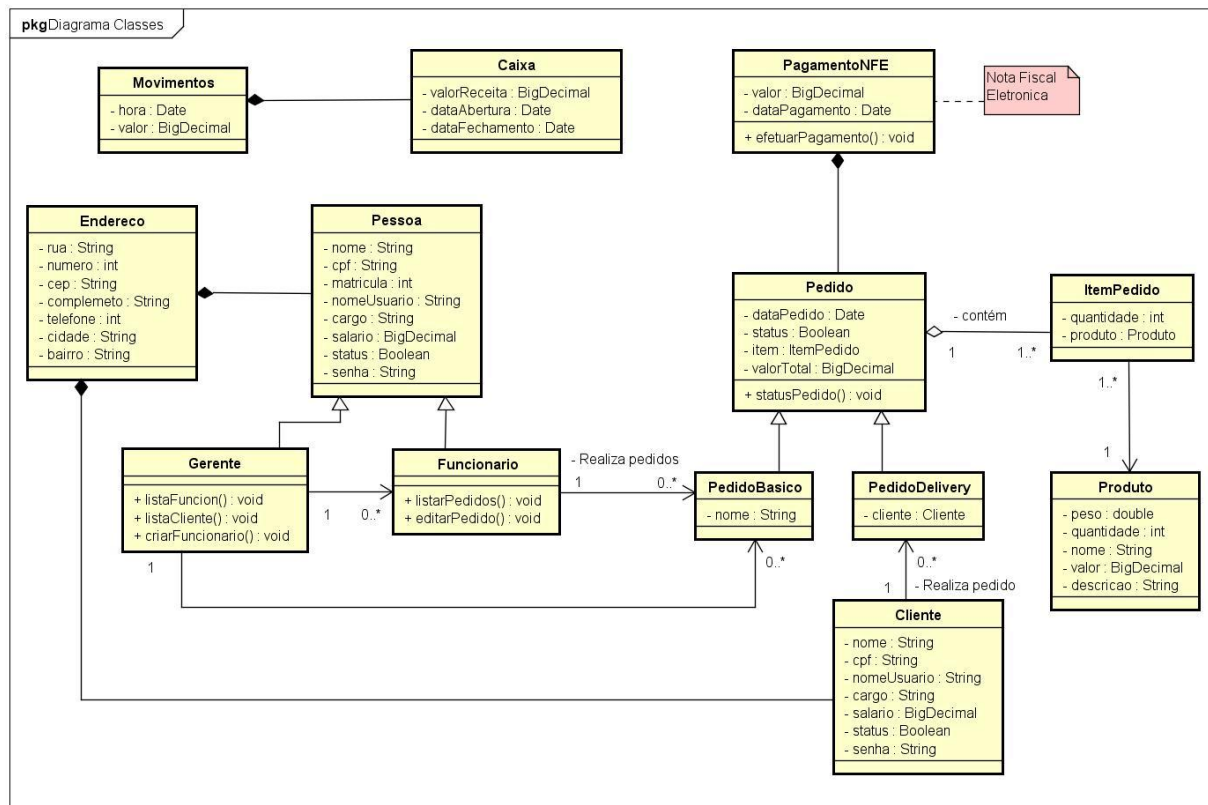 pkg Diagrama Classes
Movimentos
- hora : Date
- valor : BigDecimal
Caixa
- valorReceita : BigDecimal
- dataAbertura : Date
- dataFechamento : Date
PagamentoNFE
- valor : BigDecimal
- dataPagamento : Date
+ efetuarPagamento() : void
Nota Fiscal
Eletronica
Endereco
- rua : String
- numero : int
- cep : String
- complemeto : String
- telefone : int
- cidade : String
- bairro : String
Pessoa
- nome : String
- cpf : String
- matricula : int
- nomeUsuario : String
- cargo : String
- salario : BigDecimal
- status : Boolean
- senha : String
Pedido
- dataPedido : Date
- status : Boolean
- item : ItemPedido
- valorTotal : BigDecimal
+ statusPedido() : void
- contém
1
1..*
ItemPedido
- quantidade : int
- produto : Produto
1..*
1
Gerente
+ listaFuncion() : void
+ listaCliente() : void
+ criarFuncionario() : void
1
0..*
1
0..*
Funcionario
+ listarPedidos() : void
+ editarPedido() : void
- Realiza pedidos
1
0..*
PedidoBasico
- nome : String
PedidoDelivery
- cliente : Cliente
0..*
1
- Realiza pedido
Produto
- peso : double
- quantidade : int
- nome : String
- valor : BigDecimal
- descricao : String
Cliente
- nome : String
- cpf : String
- nomeUsuario : String
- cargo : String
- salario : BigDecimal
- status : Boolean
- senha : String